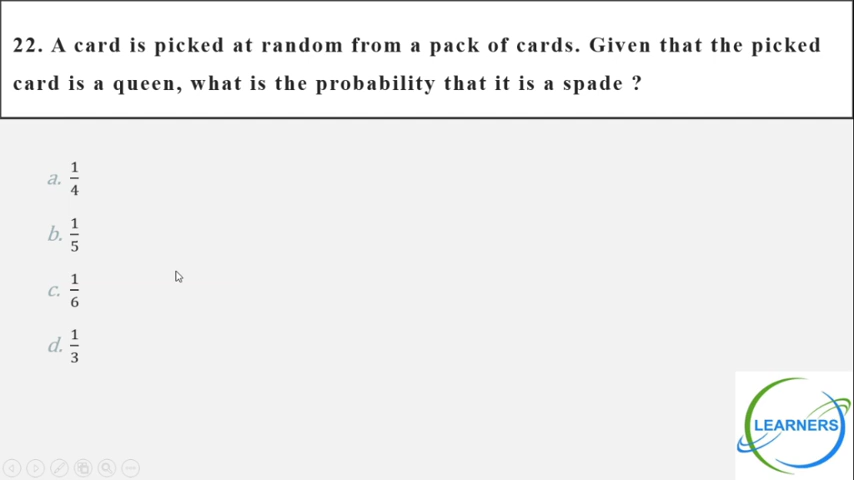 22. A card is picked at random from a pack of cards. Given that the picked
card is a queen, what is the probability that it is a spade ?
a. 1/4
b. 1/5
c. 1/6
d. 1/3
LEARNERS